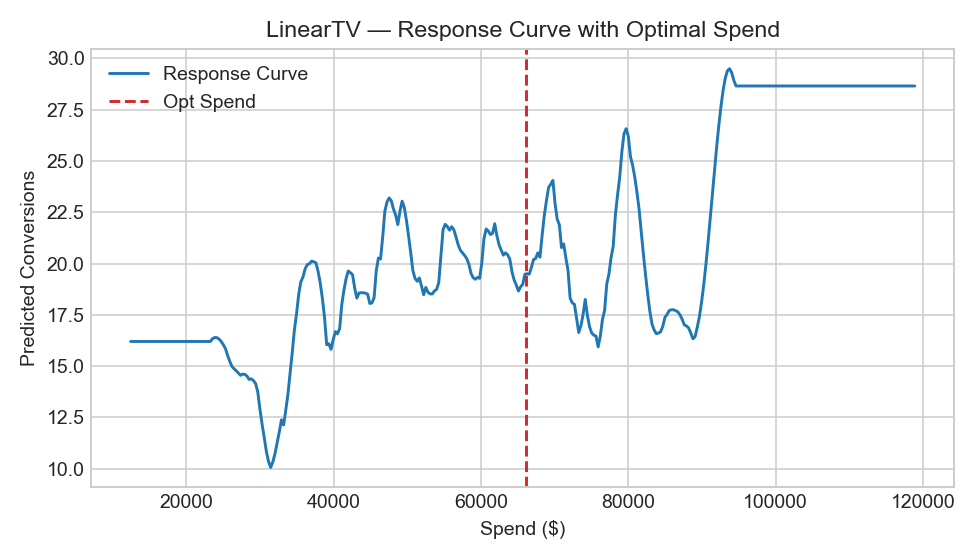 LinearTV — Response Curve with Optimal Spend
Response Curve
Opt Spend
30.0
27.5
25.0
22.5
20.0
17.5
15.0
12.5
10.0
Predicted Conversions
20000 40000 60000 80000 100000 120000
Spend ($)